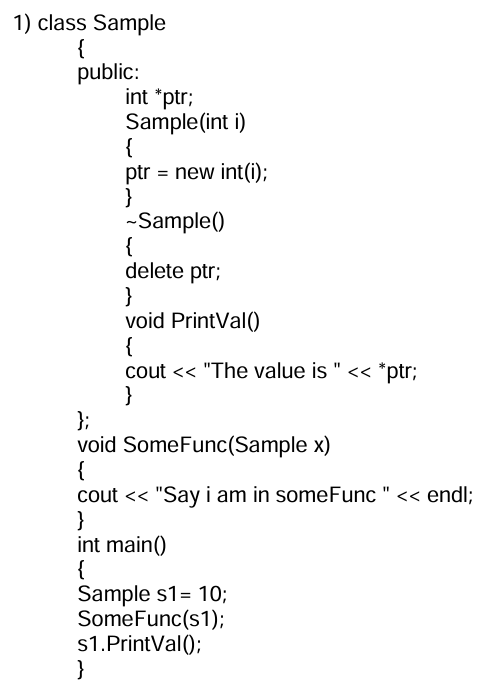 1) class Sample
{
public:
int *ptr;
Sample(int i)
{
ptr = new int(i);
}
~Sample()
{
delete ptr;
}
void PrintVal()
{
cout << "The value is " << *ptr;
}
};
void SomeFunc(Sample x)
{
cout << "Say i am in someFunc " << endl;
}
int main()
{
Sample s1= 10;
SomeFunc(s1);
s1.PrintVal();
}